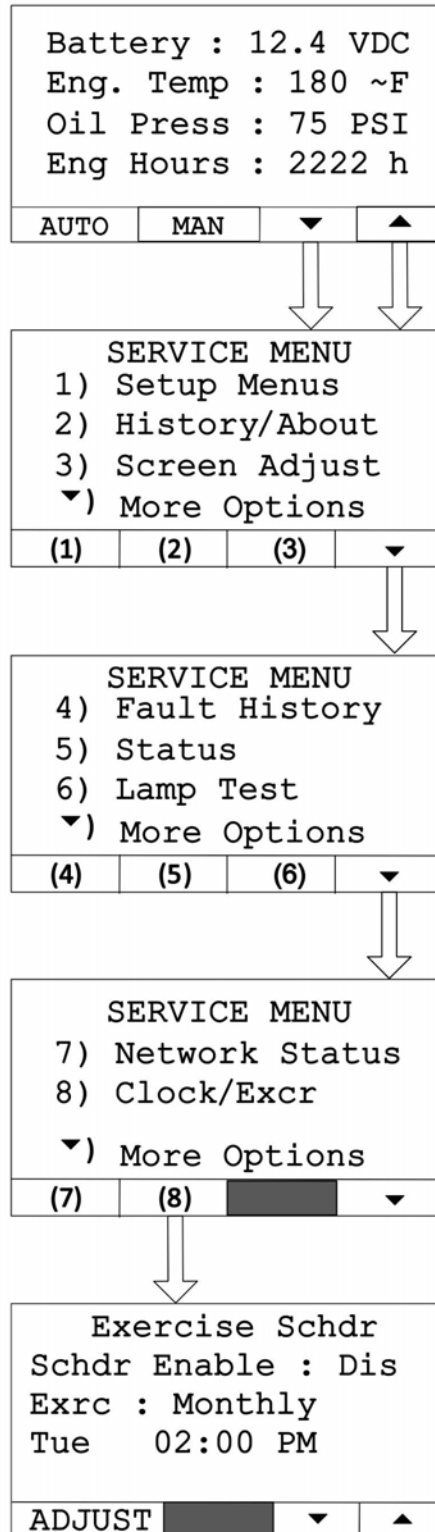 Battery : 12.4 VDC
Eng. Temp : 180 ~F
Oil Press : 75 PSI
Eng Hours : 2222 h
AUTO MAN ▼ ▲
SERVICE MENU
1) Setup Menus
2) History/About
3) Screen Adjust
▼) More Options
(1) (2) (3) ▼
SERVICE MENU
4) Fault History
5) Status
6) Lamp Test
▼) More Options
(4) (5) (6) ▼
SERVICE MENU
7) Network Status
8) Clock/Excr
▼) More Options
(7) (8) ▼
Exercise Schdr
Schdr Enable : Dis
Exrc : Monthly
Tue 02:00 PM
ADJUST ▼ ▲